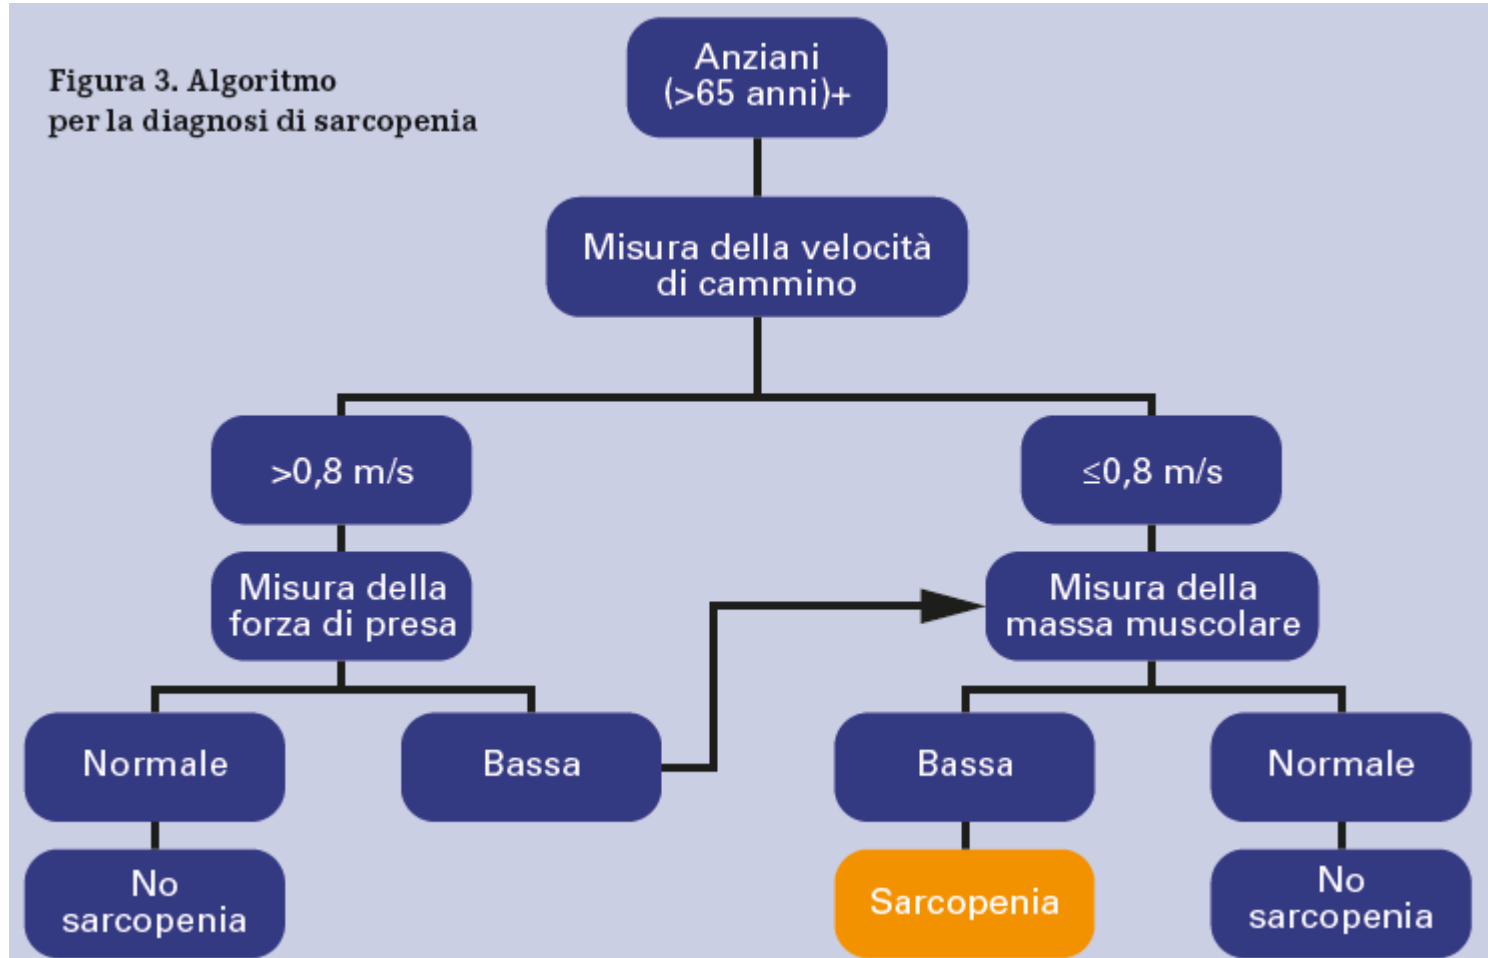 Figura 3. Algoritmo
per la diagnosi di sarcopenia
Anziani
(>65 anni)+
Misura della velocità
di cammino
>0,8 m/s
≤0,8 m/s
Misura della
forza di presa
Misura della
massa muscolare
Normale
Bassa
Bassa
Normale
No
sarcopenia
Sarcopenia
No
sarcopenia